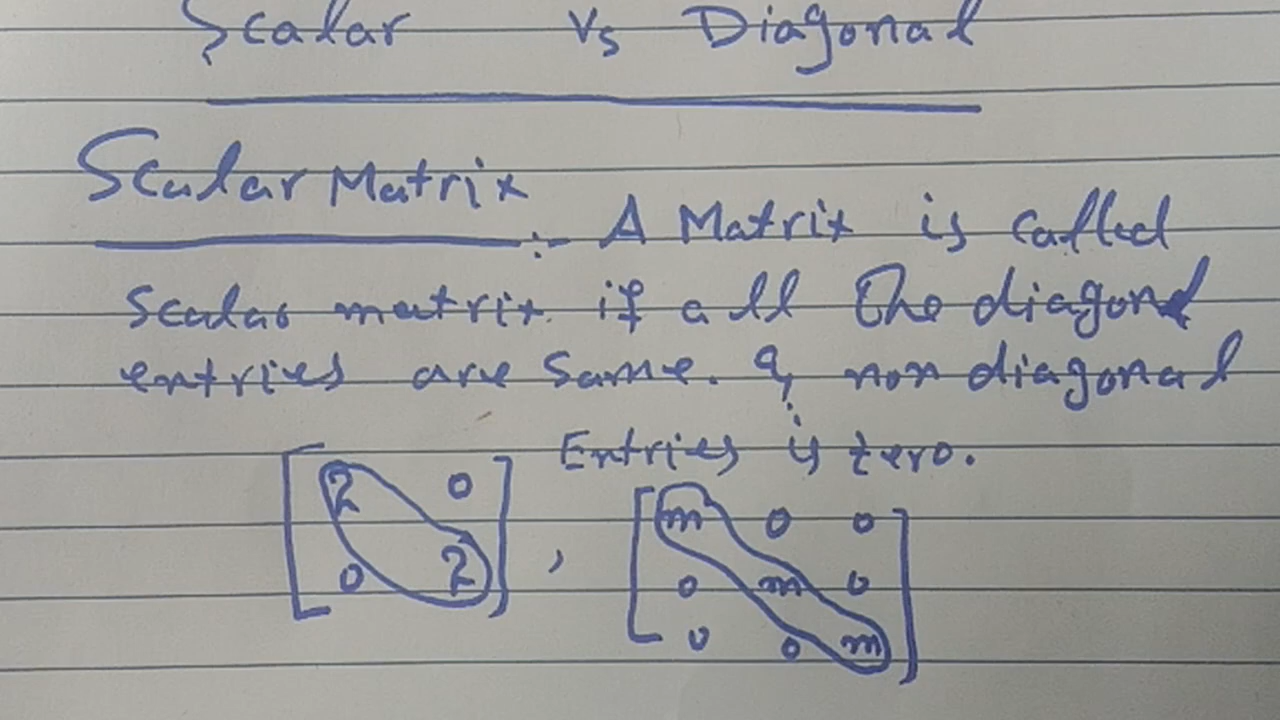 Scalar Vs Diagonal
Scalar Matrix :- A Matrix is called
Scalar matrix if all the diagonal
entries are same. & non diagonal
Entries is zero.
[2 0] , [m 0 0]
[0 2] [0 m 0]
[0 0 m]